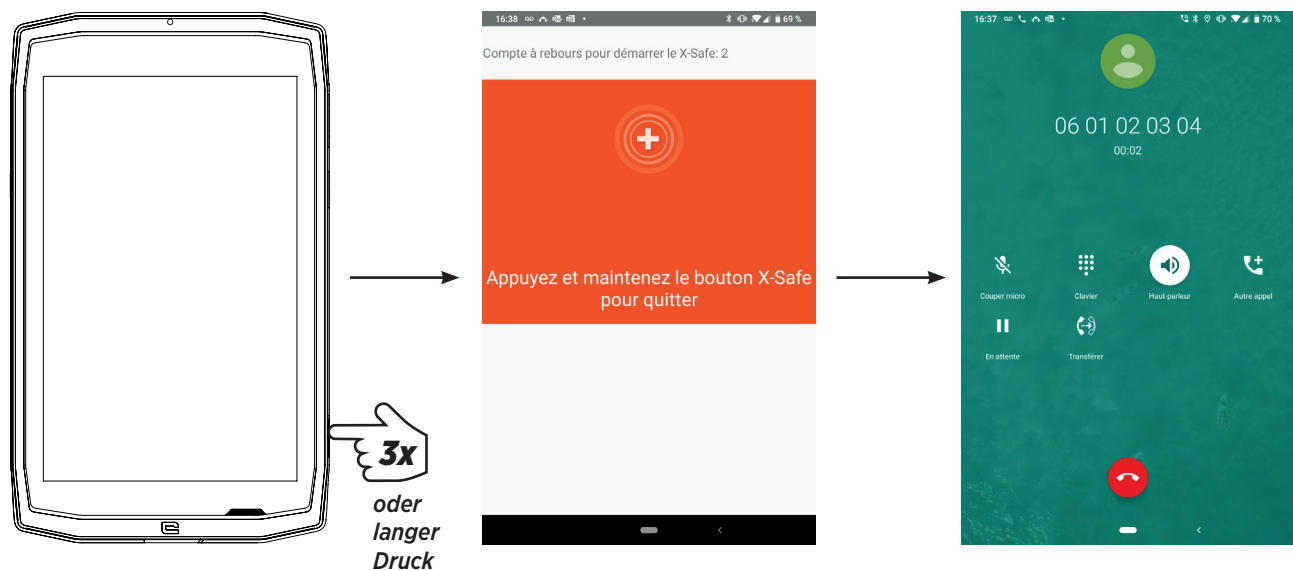 3x
oder
langer
Druck
16:38 69 %
Compte à rebours pour démarrer le X-Safe: 2
Appuyez et maintenez le bouton X-Safe
pour quitter
16:37 70 %
06 01 02 03 04
00:02
Couper micro Clavier Haut-parleur Autre appel
En attente Transférer